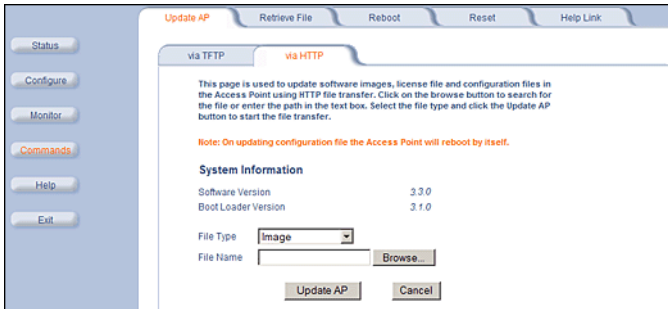 Update AP
Retrieve File
Reboot
Reset
Help Link
Status
Configure
Monitor
Commands
Help
Exit
via TFTP
via HTTP
This page is used to update software images, license file and configuration files in
the Access Point using HTTP file transfer. Click on the browse button to search for
the file or enter the path in the text box. Select the file type and click the Update AP
button to start the file transfer.
Note: On updating configuration file the Access Point will reboot by itself.
System Information
Software Version 3.3.0
Boot Loader Version 3.1.0
File Type Image
File Name Browse...
Update AP Cancel